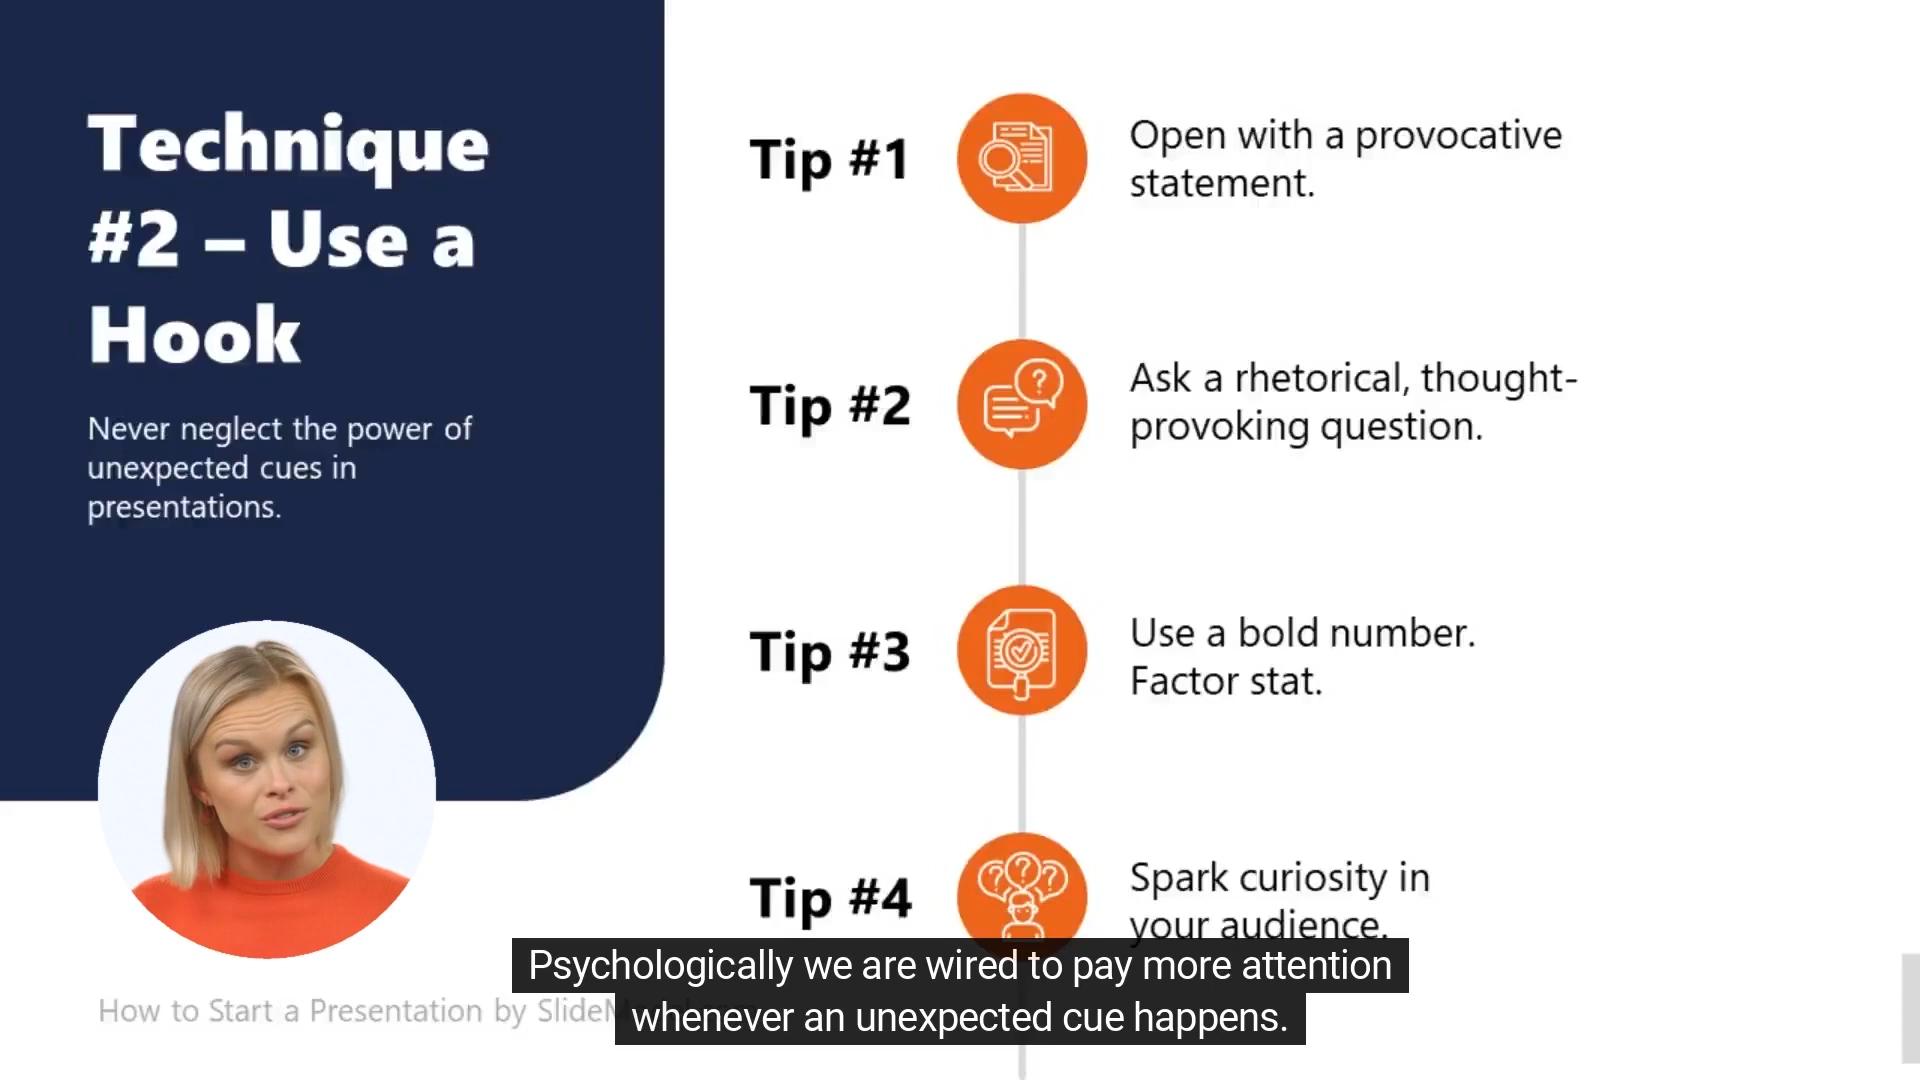 Technique
#2 – Use a
Hook
Never neglect the power of
unexpected cues in
presentations.
Tip #1
Open with a provocative
statement.
Tip #2
Ask a rhetorical, thought-
provoking question.
Tip #3
Use a bold number.
Factor stat.
Tip #4
Spark curiosity in
your audience.
Psychologically we are wired to pay more attention
whenever an unexpected cue happens.
How to Start a Presentation by